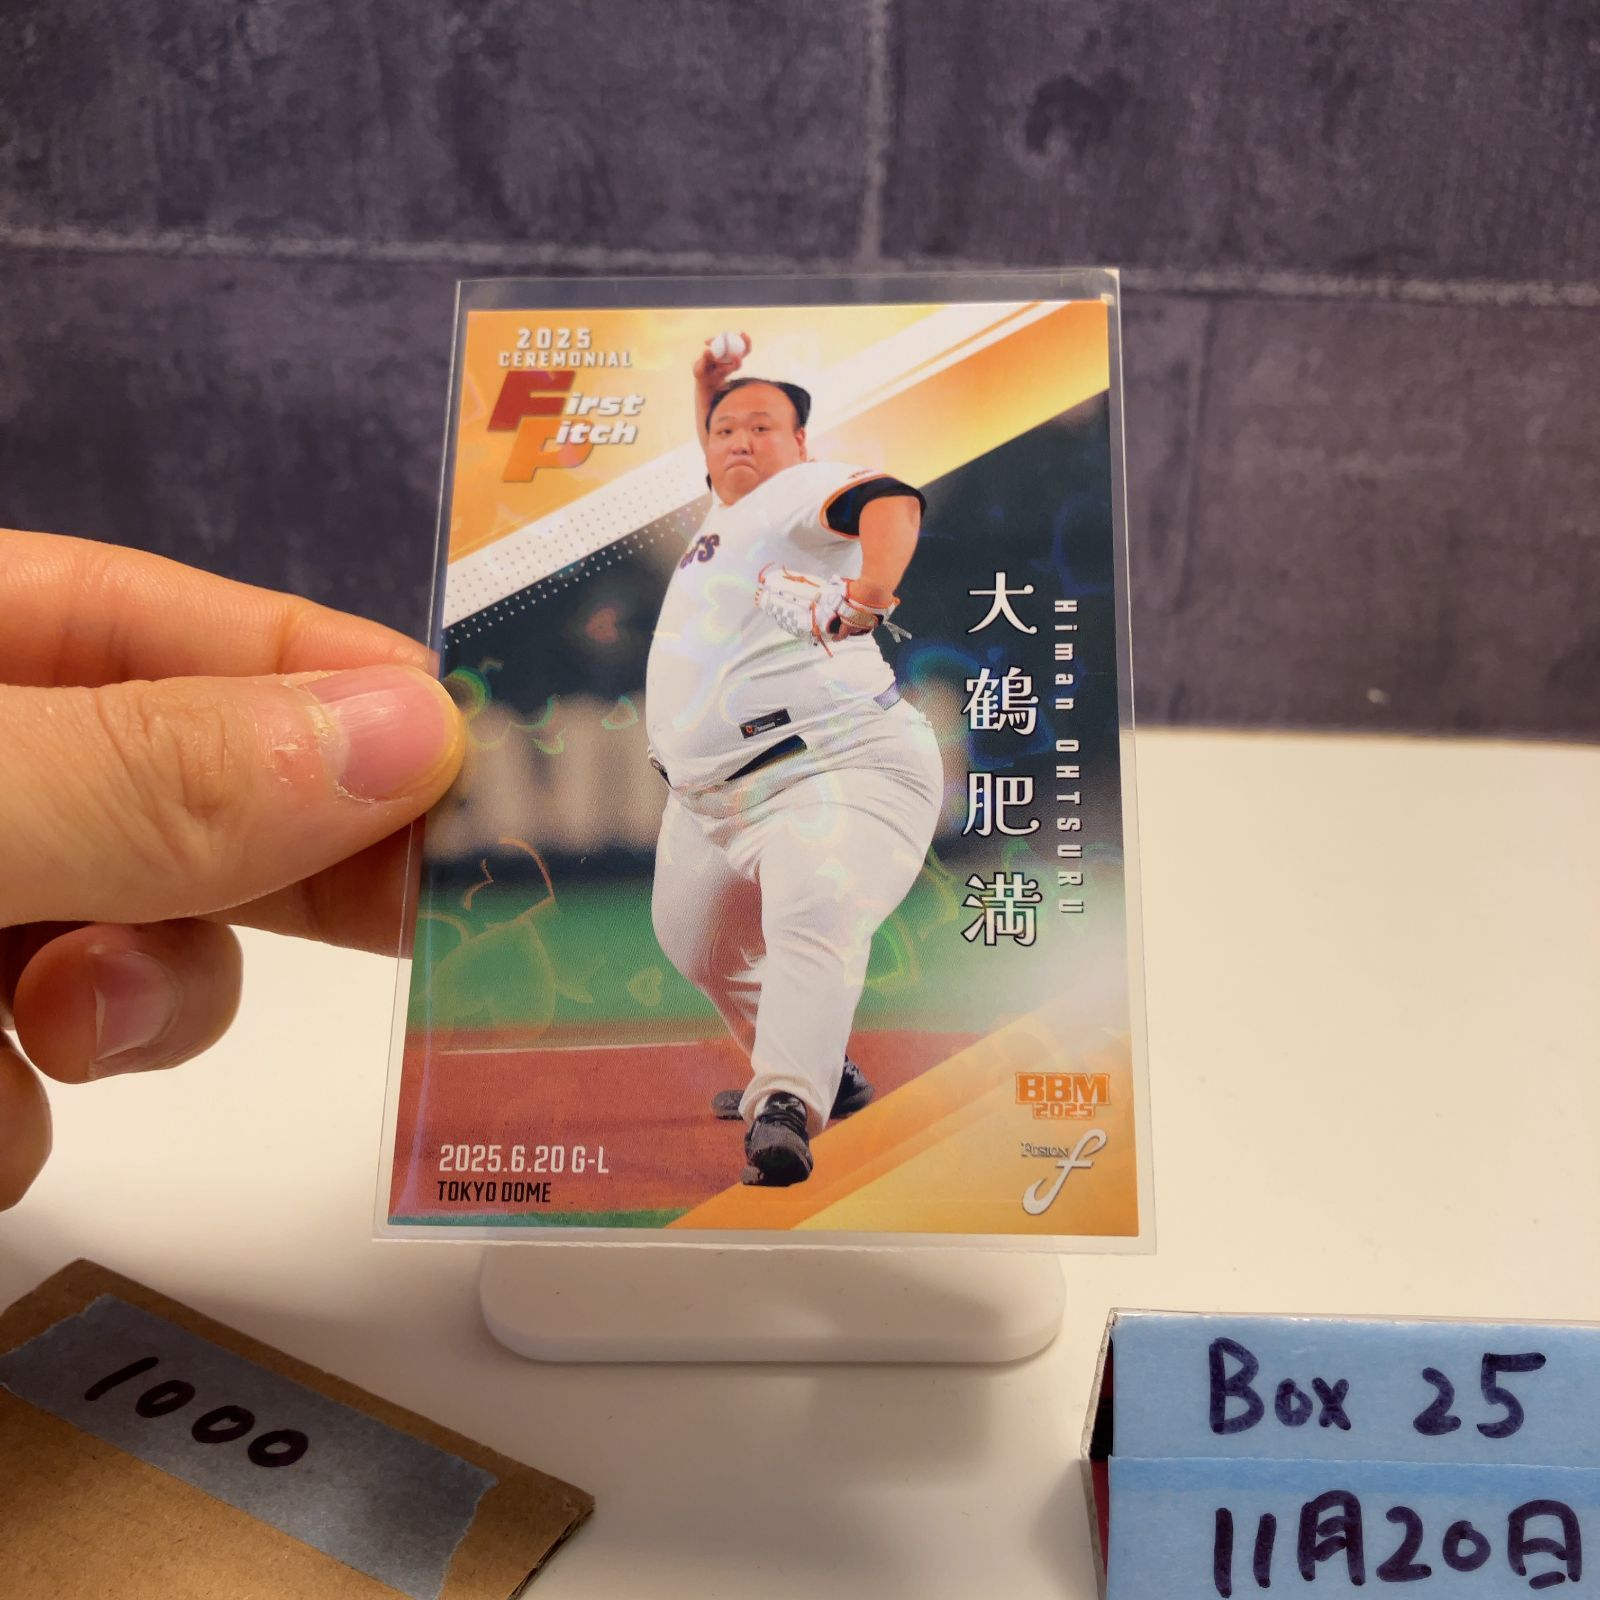 2025
CEREMONIAL
First
Pitch
大鶴肥満
Himan OHTSURU
BBM
2025
FUSION
f
2025.6.20 G-L
TOKYO DOME
1000
Box 25
11月20日